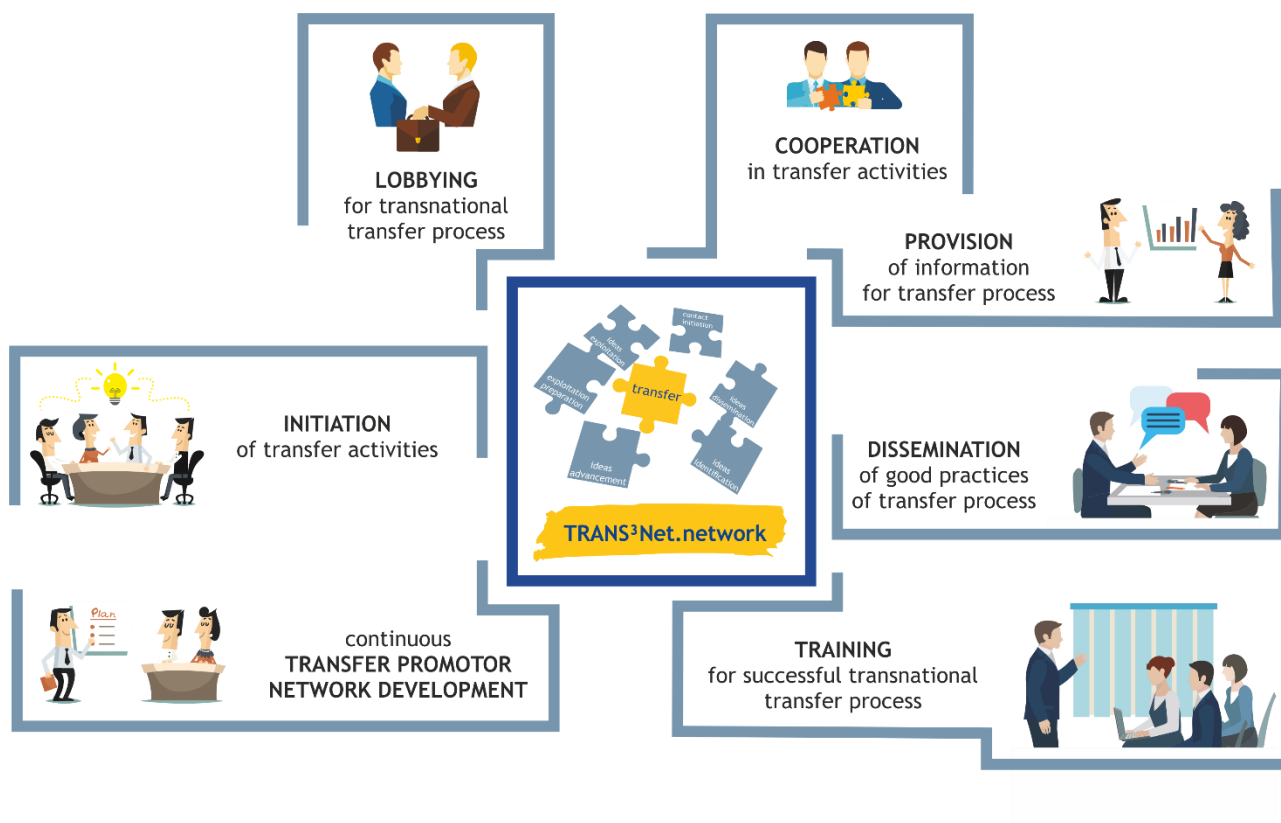 LOBBYING
for transnational
transfer process
COOPERATION
in transfer activities
PROVISION
of information
for transfer process
INITIATION
of transfer activities
contact
initiation
ideas
exploitation
exploitation
preparation
transfer
ideas
dissemination
ideas
advancement
ideas
identification
TRANS³Net.network
DISSEMINATION
of good practices
of transfer process
Plan
continuous
TRANSFER PROMOTOR
NETWORK DEVELOPMENT
TRAINING
for successful transnational
transfer process